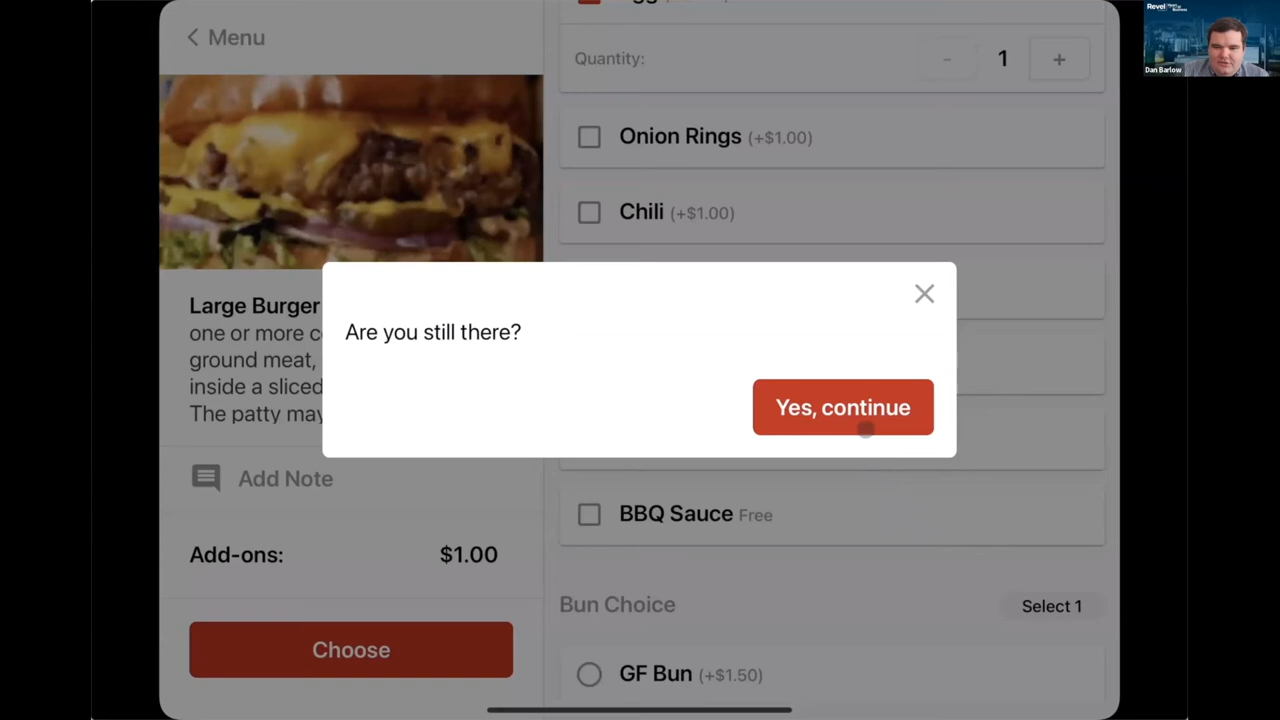 Menu
Large Burger
one or more c
ground meat,
inside a sliced
The patty may
Add Note
Add-ons: $1.00
Choose
Quantity: - 1 +
Onion Rings (+$1.00)
Chili (+$1.00)
BBQ Sauce Free
Bun Choice Select 1
GF Bun (+$1.50)
Are you still there?
Yes, continue
Revel
Dan Barlow